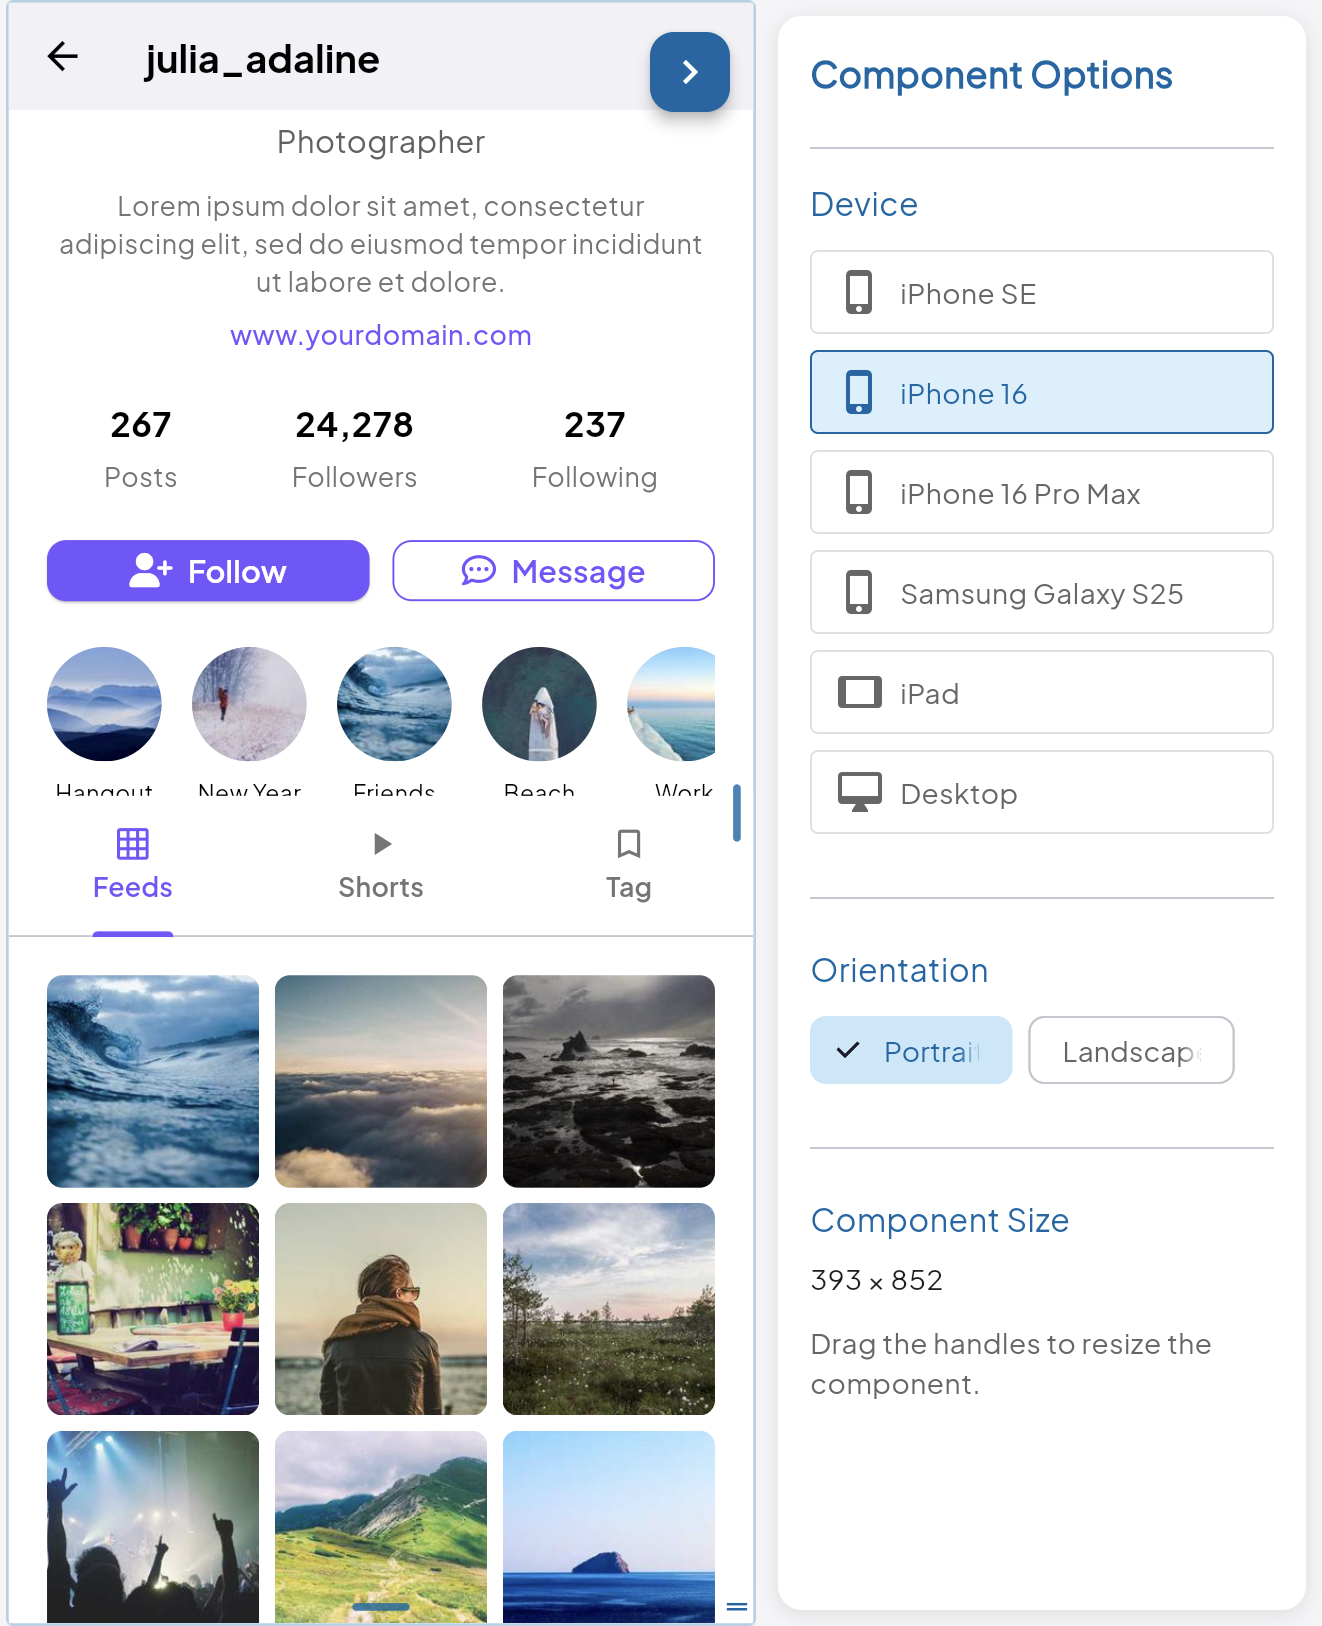 julia_adaline
Photographer
Lorem ipsum dolor sit amet, consectetur
adipiscing elit, sed do eiusmod tempor incididunt
ut labore et dolore.
www.yourdomain.com
267
Posts
24,278
Followers
237
Following
Follow
Message
Hangout
New Year
Friends
Beach
Work
Feeds
Shorts
Tag
Component Options
Device
iPhone SE
iPhone 16
iPhone 16 Pro Max
Samsung Galaxy S25
iPad
Desktop
Orientation
Portrait
Landscape
Component Size
393 × 852
Drag the handles to resize the
component.